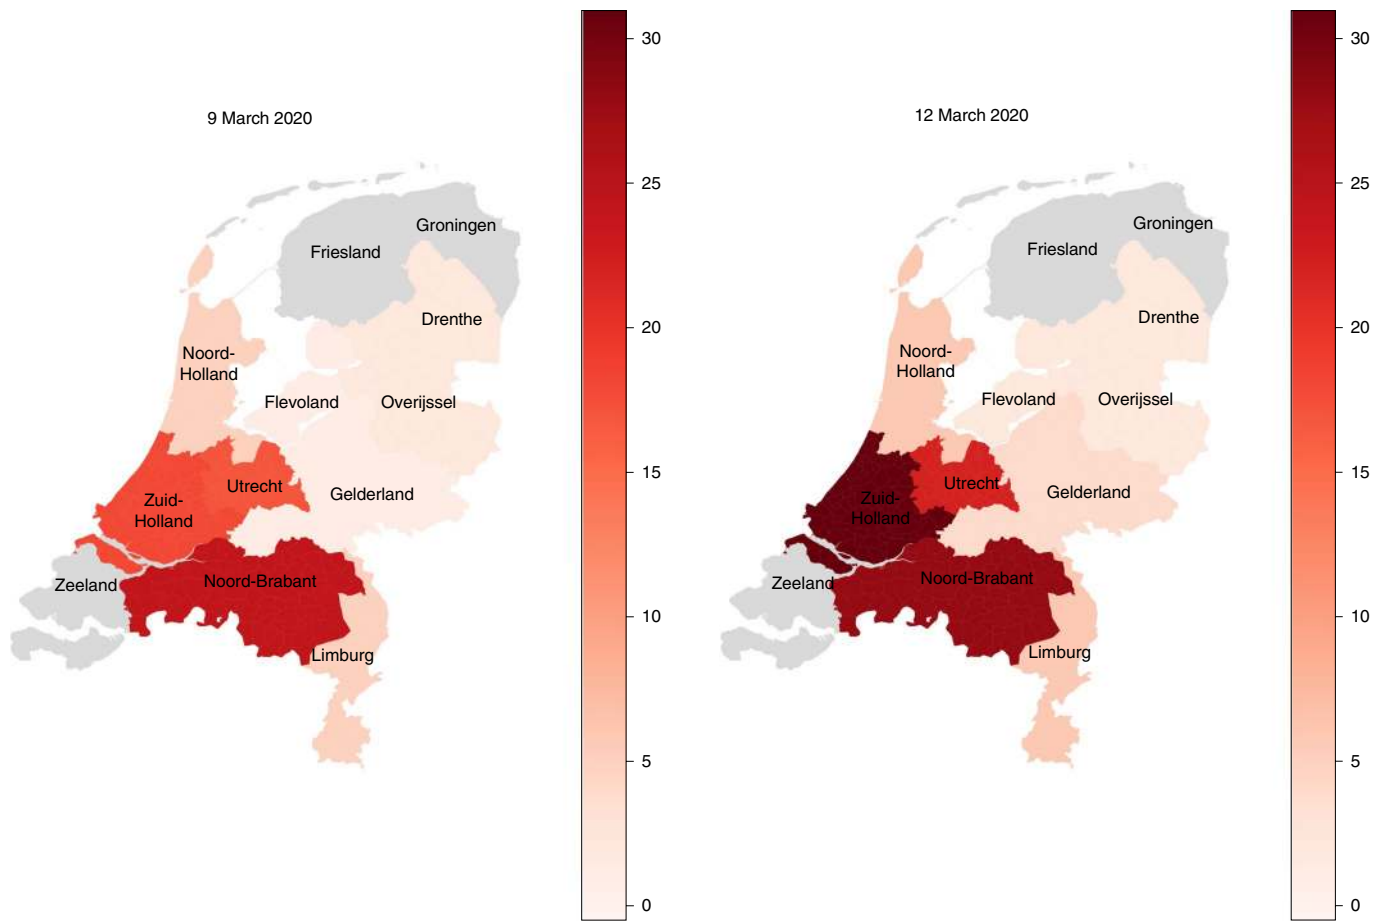 9 March 2020
Groningen
Friesland
Drenthe
Noord-
Holland
Flevoland
Overijssel
Utrecht
Gelderland
Zuid-
Holland
Zeeland
Noord-Brabant
Limburg
30
25
20
15
10
5
0
12 March 2020
Groningen
Friesland
Drenthe
Noord-
Holland
Flevoland
Overijssel
Utrecht
Gelderland
Zuid-
Holland
Zeeland
Noord-Brabant
Limburg
30
25
20
15
10
5
0